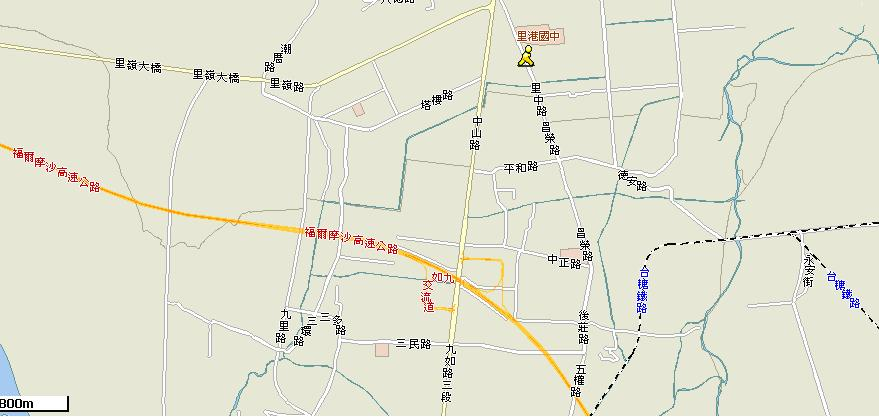 八德路
里港國中
潮厝路
里嶺大橋
里嶺大橋
里嶺路
塔樓路
里中路
昌榮路
中山路
福爾摩沙高速公路
平和路
德安路
福爾摩沙高速公路
昌榮路
中正路
九如
交流道
台糖鐵路
永安街
台糖鐵路
九里路
三環路
三多路
後莊路
三民路
九如路三段
五權路
800m